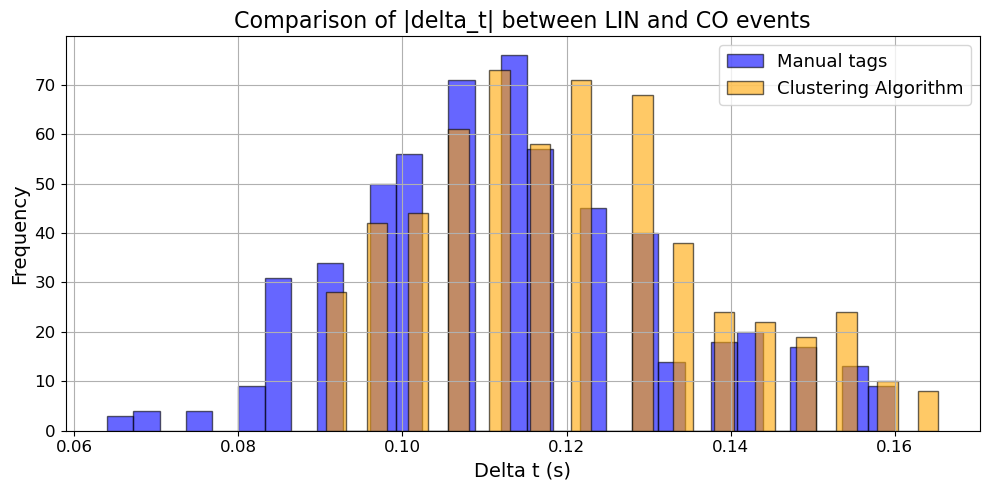 Comparison of |delta_t| between LIN and CO events
Manual tags
Clustering Algorithm
Frequency
70
60
50
40
30
20
10
0
0.06 0.08 0.10 0.12 0.14 0.16
Delta t (s)